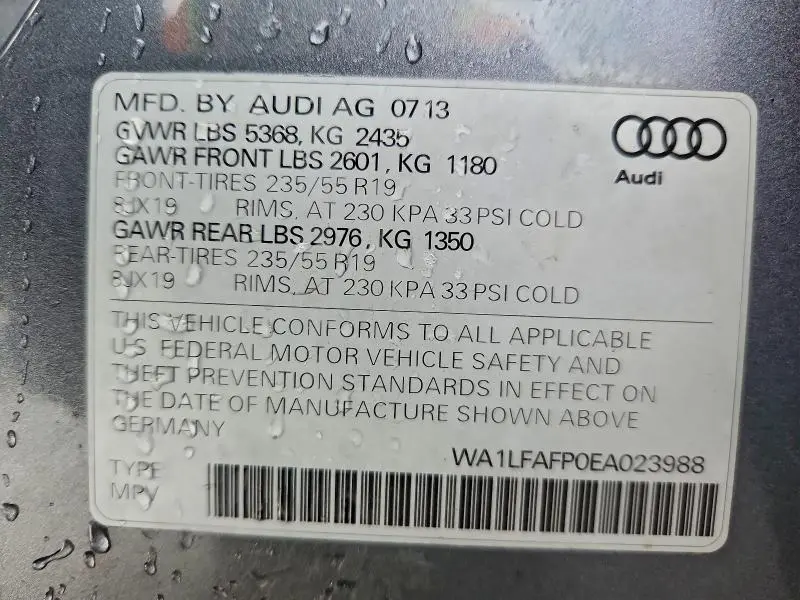 MFD. BY AUDI AG 07 13
GVWR LBS 5368, KG 2435
GAWR FRONT LBS 2601, KG 1180
FRONT-TIRES 235/55 R19
8JX19 RIMS, AT 230 KPA 33 PSI COLD
GAWR REAR LBS 2976, KG 1350
REAR-TIRES 235/55 R19
8JX19 RIMS, AT 230 KPA 33 PSI COLD
Audi
THIS VEHICLE CONFORMS TO ALL APPLICABLE
U.S FEDERAL MOTOR VEHICLE SAFETY AND
THEFT PREVENTION STANDARDS IN EFFECT ON
THE DATE OF MANUFACTURE SHOWN ABOVE
GERMANY
WA1LFAFP0EA023988
TYPE
MPV